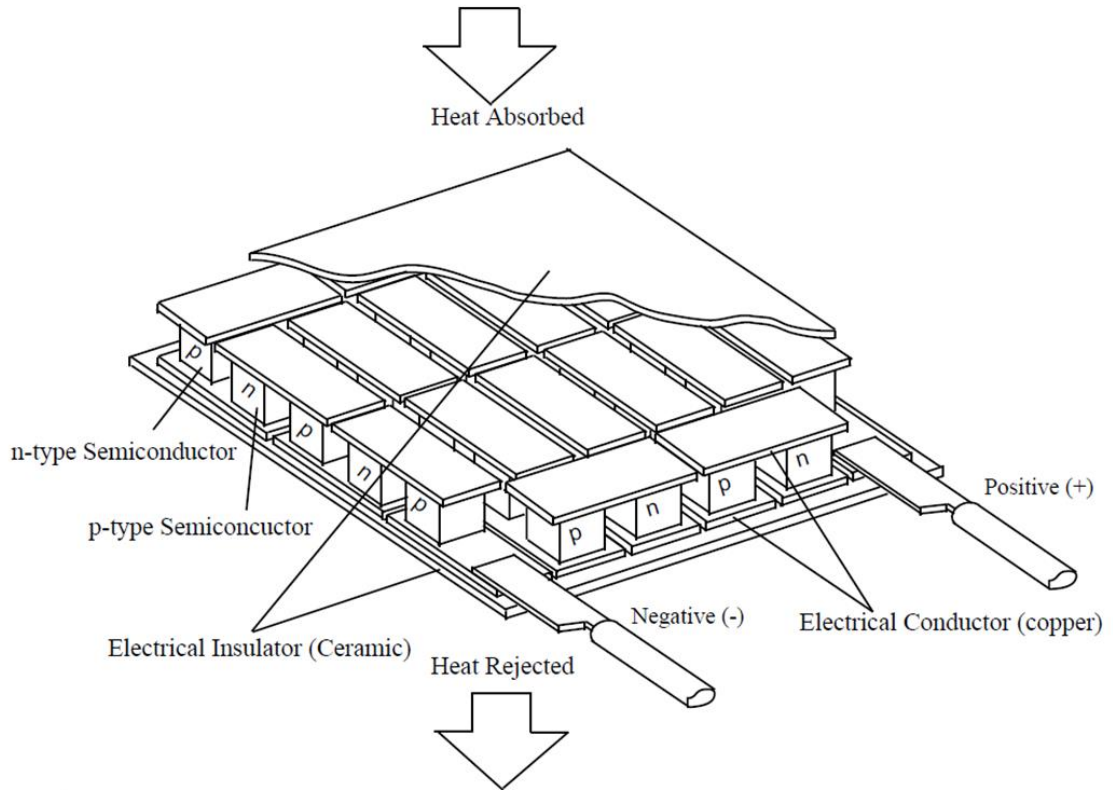 Heat Absorbed
p
n
p
n
p
p
n
p
n
n-type Semiconductor
p-type Semiconcuctor
Positive (+)
Negative (-)
Electrical Conductor (copper)
Electrical Insulator (Ceramic)
Heat Rejected